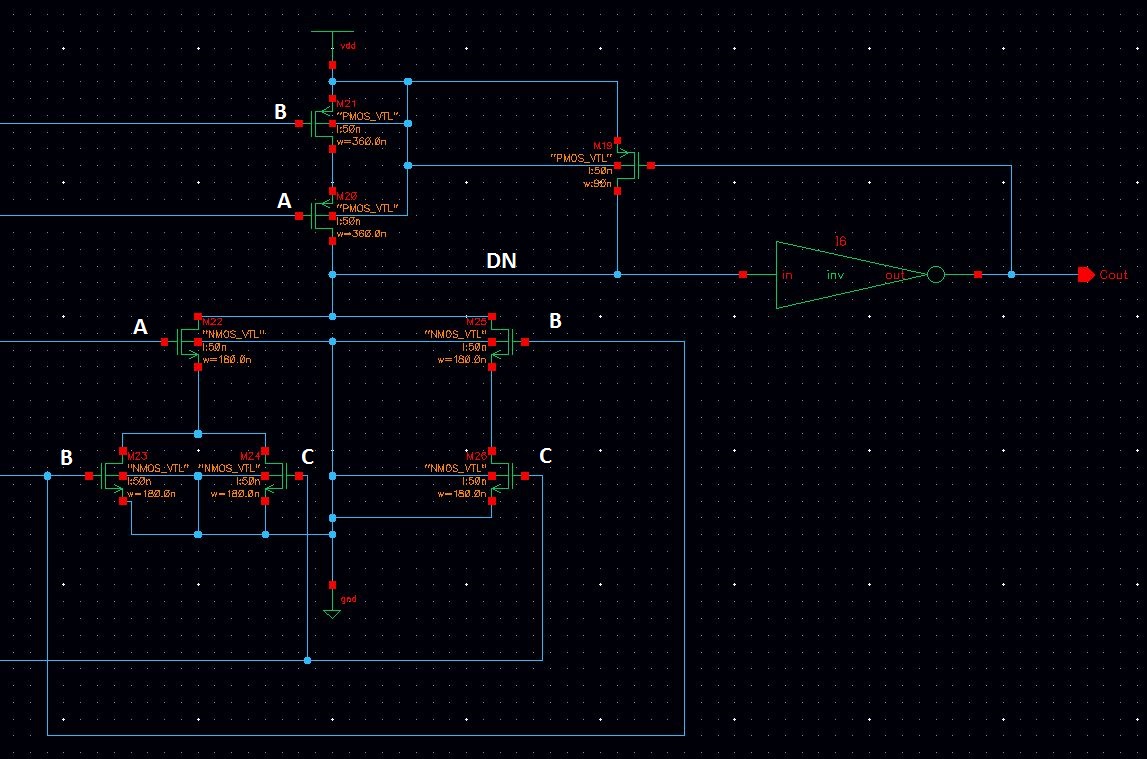 vdd
B
M21
"PMOS_VTL"
l:50n
w=360.0n
M19
"PMOS_VTL"
l:50n
w:90n
A
M20
"PMOS_VTL"
l:50n
w=360.0n
DN
I6
in
inv
out
Cout
A
M22
"NMOS_VTL"
l:50n
w=180.0n
M25
"NMOS_VTL"
l:50n
w=180.0n
B
B
M23
"NMOS_VTL"
l:50n
w=180.0n
M24
"NMOS_VTL"
l:50n
w=180.0n
C
M26
"NMOS_VTL"
l:50n
w=180.0n
C
gnd